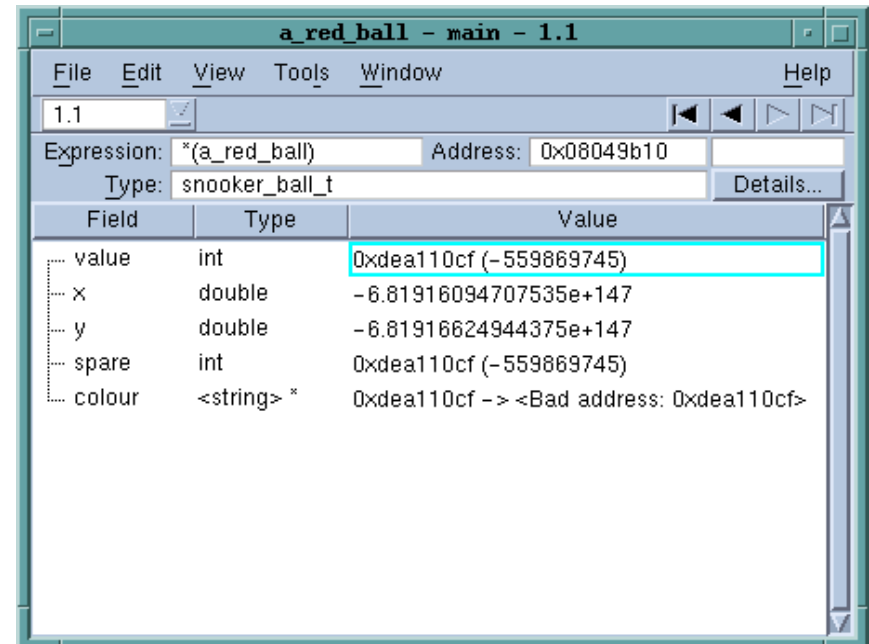 a_red_ball - main - 1.1
File Edit View Tools Window Help
1.1
Expression: *(a_red_ball) Address: 0x08049b10
Type: snooker_ball_t Details...
Field Type Value
value int 0xdea110cf (-559869745)
x double -6.81916094707535e+147
y double -6.81916624944375e+147
spare int 0xdea110cf (-559869745)
colour <string> * 0xdea110cf -> <Bad address: 0xdea110cf>